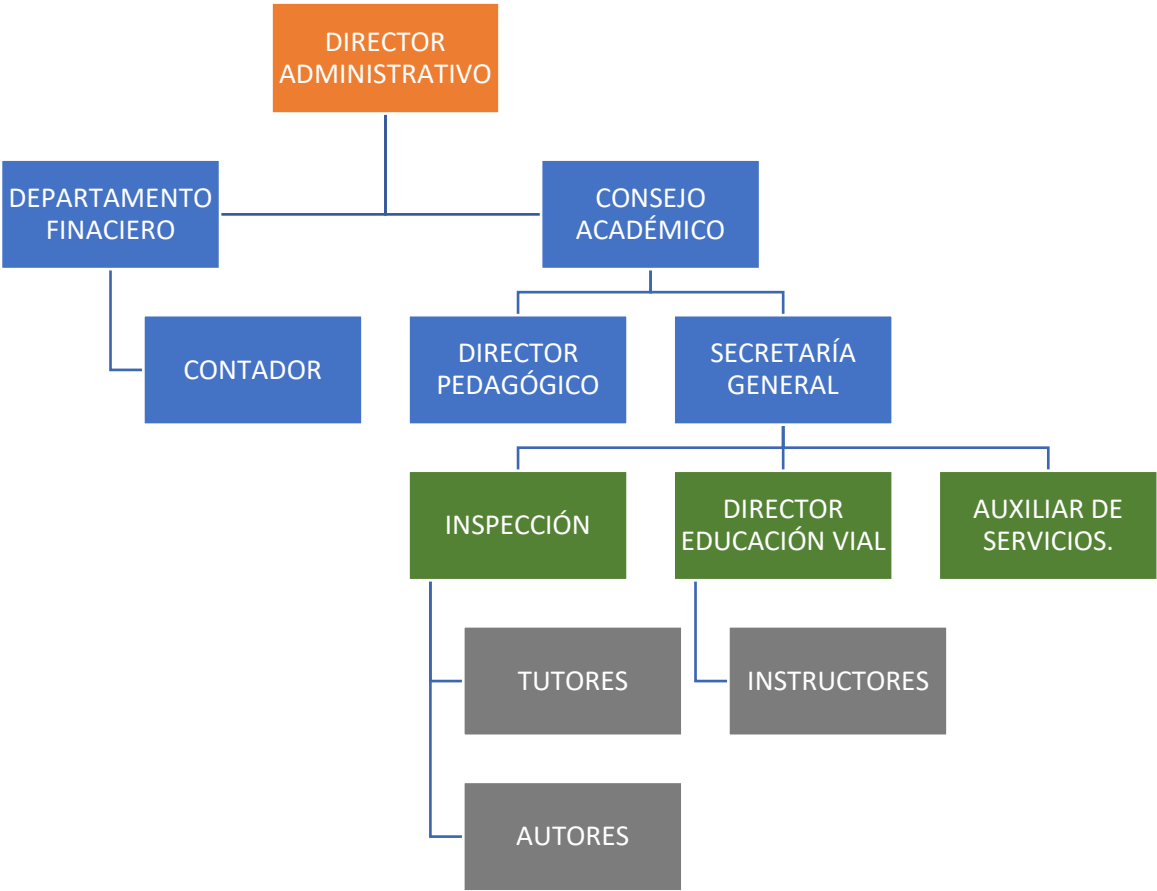 DIRECTOR
ADMINISTRATIVO
DEPARTAMENTO
FINACIERO
CONSEJO
ACADÉMICO
CONTADOR
DIRECTOR
PEDAGÓGICO
SECRETARÍA
GENERAL
INSPECCIÓN
DIRECTOR
EDUCACIÓN VIAL
AUXILIAR DE
SERVICIOS.
TUTORES
INSTRUCTORES
AUTORES